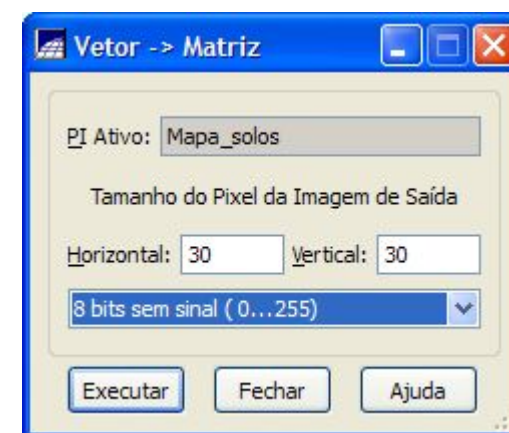 Vetor -> Matriz
PI Ativo: Mapa_solos
Tamanho do Pixel da Imagem de Saída
Horizontal: 30 Vertical: 30
8 bits sem sinal ( 0...255)
Executar Fechar Ajuda